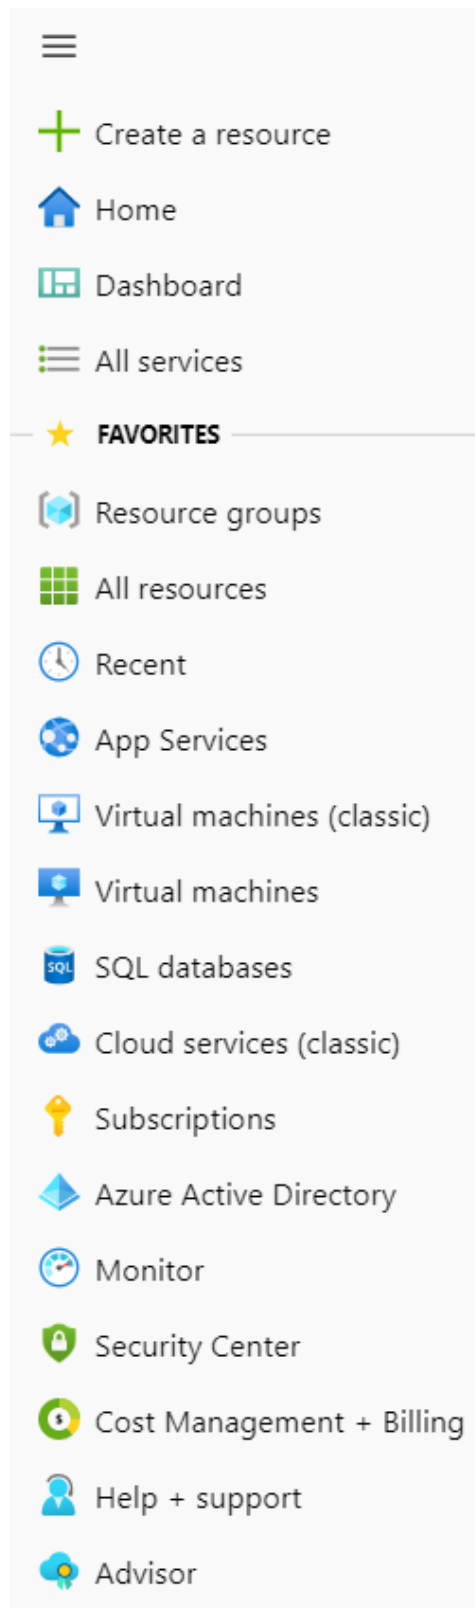 Create a resource
Home
Dashboard
All services
FAVORITES
Resource groups
All resources
Recent
App Services
Virtual machines (classic)
Virtual machines
SQL
SQL databases
Cloud services (classic)
Subscriptions
Azure Active Directory
Monitor
Security Center
$
Cost Management + Billing
Help + support
Advisor